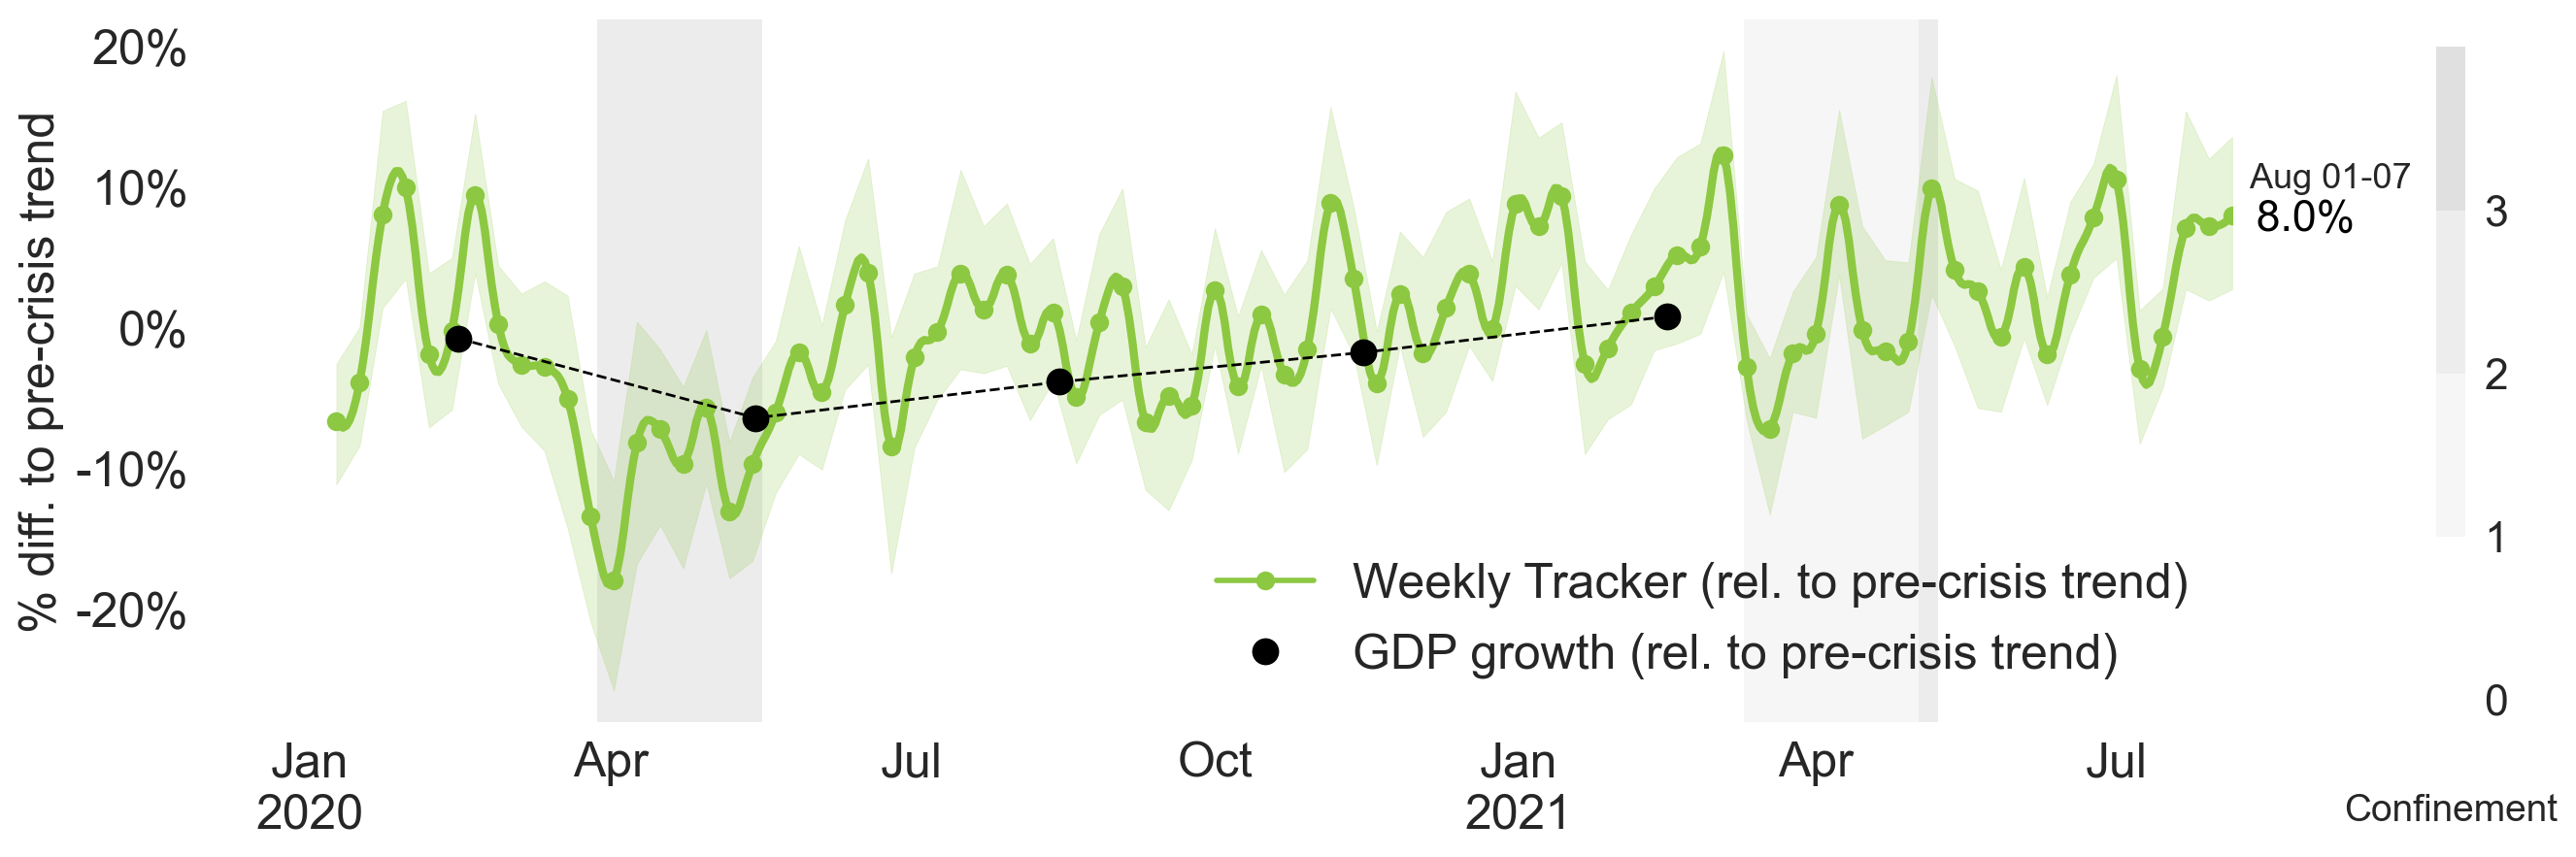 % diff. to pre-crisis trend
20%
10%
0%
-10%
-20%
Aug 01-07
8.0%
Weekly Tracker (rel. to pre-crisis trend)
GDP growth (rel. to pre-crisis trend)
Jan
2020
Apr
Jul
Oct
Jan
2021
Apr
Jul
3
2
1
0
Confinement